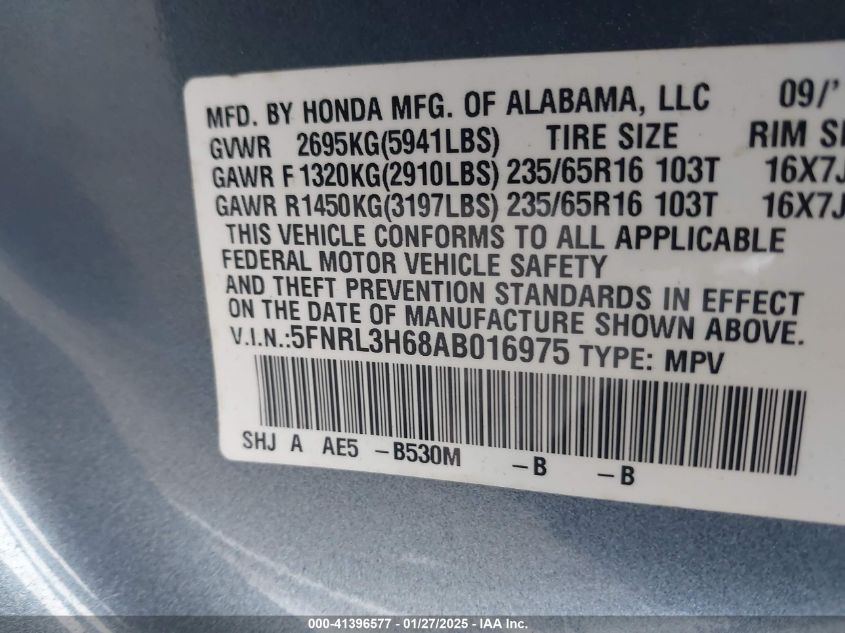 MFD. BY HONDA MFG. OF ALABAMA, LLC 09/'
GVWR 2695KG(5941LBS) TIRE SIZE RIM SI
GAWR F1320KG(2910LBS) 235/65R16 103T 16X7J
GAWR R1450KG(3197LBS) 235/65R16 103T 16X7J
THIS VEHICLE CONFORMS TO ALL APPLICABLE
FEDERAL MOTOR VEHICLE SAFETY
AND THEFT PREVENTION STANDARDS IN EFFECT
ON THE DATE OF MANUFACTURE SHOWN ABOVE.
V.I.N.:5FNRL3H68AB016975 TYPE: MPV
SHJ A AE5 -B530M -B -B
000-41396577 - 01/27/2025 - IAA Inc.